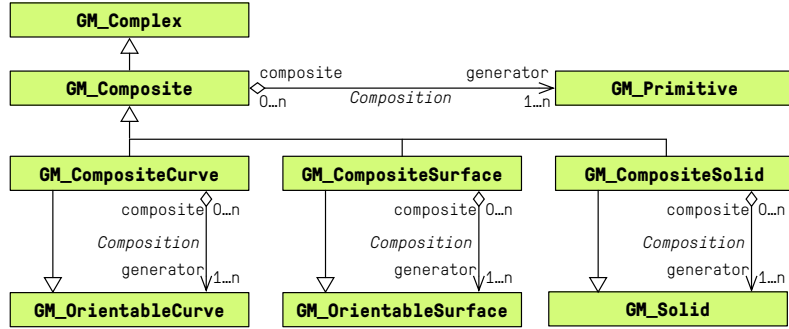 GM_Complex
GM_Composite
composite
generator
GM_Primitive
0…n
Composition
1…n
GM_CompositeCurve
GM_CompositeSurface
GM_CompositeSolid
composite
0…n
composite
0…n
composite
0…n
Composition
Composition
Composition
generator
1…n
generator
1…n
generator
1…n
GM_OrientableCurve
GM_OrientableSurface
GM_Solid